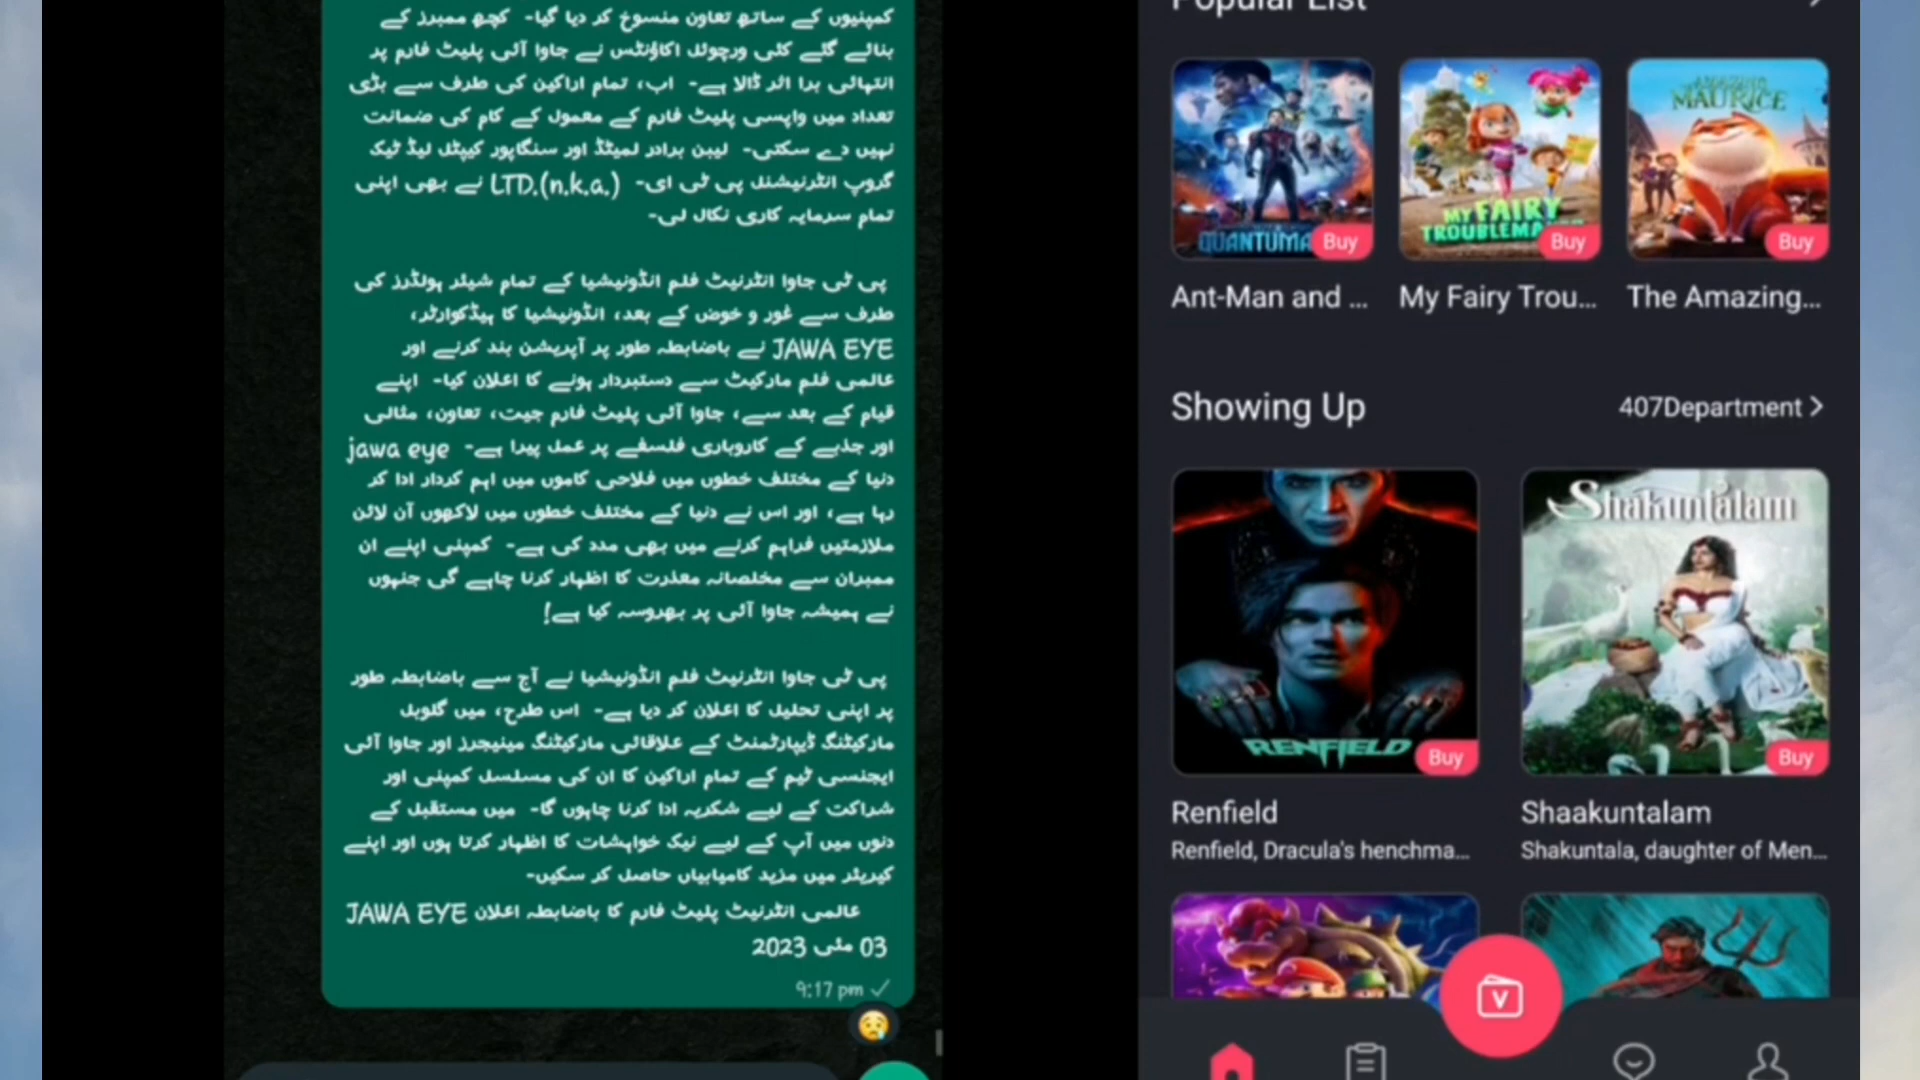 کمپنیوں کے ساتھ تعاون منسوخ کر دیا گیا۔ کچھ ممبرز کے
بنائے گئے کئی ورچوئل اکاؤنٹس نے جاوا آئی پلیٹ فارم پر
انتہائی برا اثر ڈالا ہے۔ اب، تمام اراکین کی طرف سے بڑی
تعداد میں واپسی پلیٹ فارم کے معمول کے کام کی ضمانت
نہیں دے سکتی۔ لیبن برادر لمیٹڈ اور سنگاپور کیپٹل لیڈ ٹیک
گروپ انٹرنیشنل پی ٹی ای۔ LTD.(n.k.a.) نے بھی اپنی
تمام سرمایہ کاری نکال لی۔
پی ٹی جاوا انٹرنیٹ فلم انڈونیشیا کے تمام شیئر ہولڈرز کی
طرف سے غور و خوض کے بعد، انڈونیشیا کا ہیڈکوارٹر،
JAWA EYE نے باضابطہ طور پر آپریشن بند کرنے اور
عالمی فلم مارکیٹ سے دستبردار ہونے کا اعلان کیا۔ اپنے
قیام کے بعد سے، جاوا آئی پلیٹ فارم جیت، تعاون، مثالی
اور جذبے کے کاروباری فلسفے پر عمل پیرا ہے۔ jawa eye
دنیا کے مختلف خطوں میں فلاحی کاموں میں اہم کردار ادا کر
رہا ہے، اور اس نے دنیا کے مختلف خطوں میں لاکھوں آن لائن
ملازمتیں فراہم کرنے میں بھی مدد کی ہے۔ کمپنی اپنے ان
ممبران سے مخلصانہ معذرت کا اظہار کرنا چاہے گی جنہوں
نے ہمیشہ جاوا آئی پر بھروسہ کیا ہے!
پی ٹی جاوا انٹرنیٹ فلم انڈونیشیا نے آج سے باضابطہ طور
پر اپنی تحلیل کا اعلان کر دیا ہے۔ اس طرح، میں گلوبل
مارکیٹنگ ڈیپارٹمنٹ کے علاقائی مارکیٹنگ مینیجرز اور جاوا آئی
ایجنسی ٹیم کے تمام اراکین کا ان کی مسلسل کمپنی اور
شراکت کے لیے شکریہ ادا کرنا چاہوں گا۔ میں مستقبل کے
دنوں میں آپ کے لیے نیک خواہشات کا اظہار کرتا ہوں اور اپنے
کیریئر میں مزید کامیابیاں حاصل کر سکیں۔
عالمی انٹرنیٹ پلیٹ فارم کا باضابطہ اعلان JAWA EYE
03 مئی 2023
9:17 pm
Popular List
QUANTUMA Buy
MY FAIRY
TROUBLEMA Buy
AMAZING
MAURICE
Buy
Ant-Man and ...
My Fairy Trou...
The Amazing...
Showing Up
407Department
RENFIELD
Buy
Shakuntalam
Buy
Renfield
Renfield, Dracula's henchma...
Shaakuntalam
Shakuntala, daughter of Men...
V